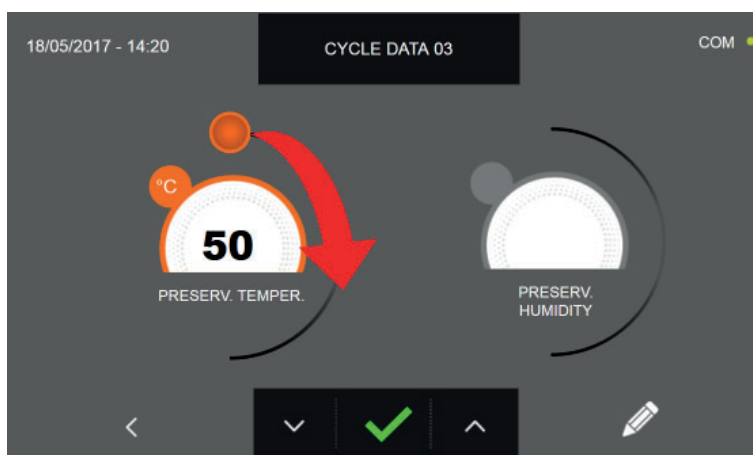 18/05/2017 - 14:20
CYCLE DATA 03
COM
°C
50
PRESERV. TEMPER.
PRESERV.
HUMIDITY